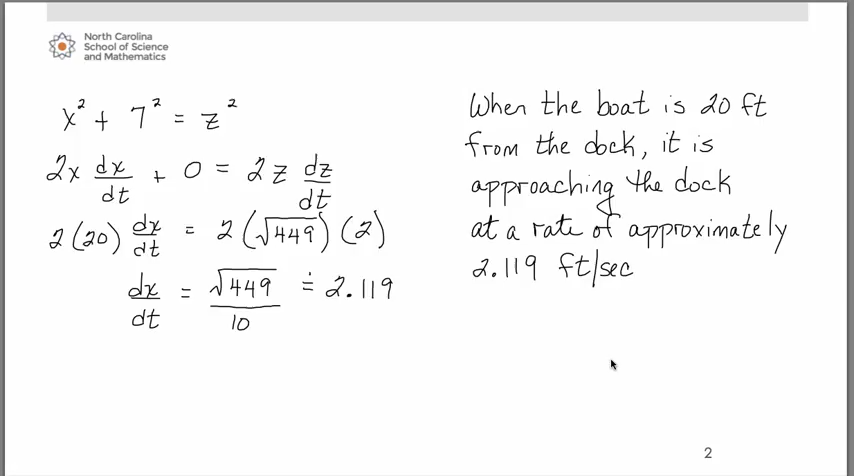 North Carolina
School of Science
and Mathematics
x² + 7² = z²
2x dx/dt + 0 = 2z dz/dt
2(20) dx/dt = 2(√449)(2)
dx/dt = √449/10 ≐ 2.119
When the boat is 20 ft
from the dock, it is
approaching the dock
at a rate of approximately
2.119 ft/sec
2